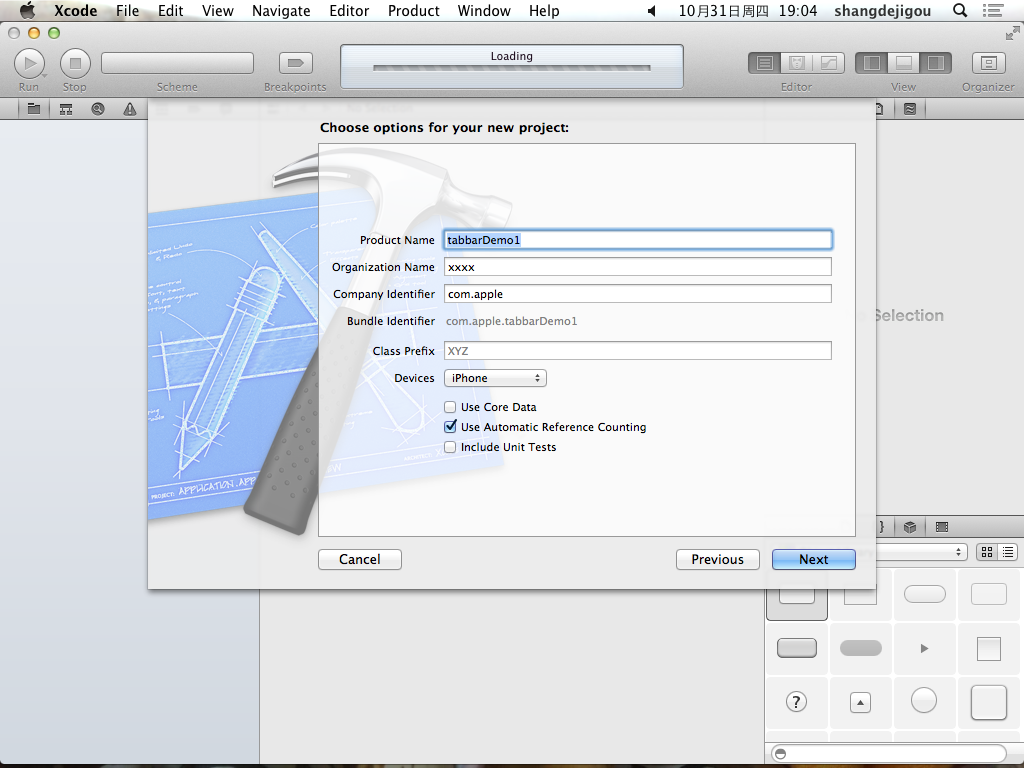 Xcode File Edit View Navigate Editor Product Window Help 10月31日周四 19:04 shangdejigou
Loading
Run Stop Scheme Breakpoints Editor View Organizer
Choose options for your new project:
Product Name tabbarDemo1
Organization Name xxxx
Company Identifier com.apple
Bundle Identifier com.apple.tabbarDemo1
Selection
Class Prefix XYZ
Devices iPhone
Use Core Data
Use Automatic Reference Counting
Include Unit Tests
PROJECT: APPLICATION.APP
Cancel Previous Next
?